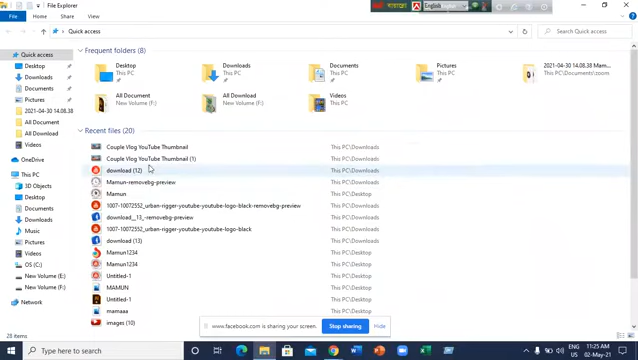 File Explorer
English
File Home Share View
Quick access
Search Quick access
Quick access
Desktop
Downloads
Documents
Pictures
2021-04-30 14.08.38
All Document
All Download
Videos
OneDrive
This PC
3D Objects
Desktop
Documents
Downloads
Music
Pictures
Videos
OS (C:)
New Volume (E:)
New Volume (F:)
Network
Frequent folders (8)
Desktop
This PC
Downloads
This PC
Documents
This PC
Pictures
This PC
2021-04-30 14.08.38 Mam...
This PC\Documents\zoom
All Document
New Volume (F:)
All Download
New Volume (F:)
Videos
This PC
Recent files (20)
Couple Vlog YouTube Thumbnail This PC\Downloads
Couple Vlog YouTube Thumbnail (1) This PC\Downloads
download (12) This PC\Downloads
Mamun-removebg-preview This PC\Downloads
Mamun This PC\Downloads
1007-10072552_urban-rigger-youtube-youtube-logo-black-removebg-preview This PC\Downloads
download__13_-removebg-preview This PC\Downloads
1007-10072552_urban-rigger-youtube-youtube-logo-black This PC\Downloads
download (13) This PC\Downloads
Mamun1234 This PC\Desktop
Mamun1234 This PC\Desktop
Untitled-1 This PC\Desktop
MAMUN This PC\Desktop
Untitled-1 This PC\Desktop
mamaaa
images (10)
www.facebook.com is sharing your screen. Stop sharing Hide
28 items
Type here to search
ENG
US
11:25 AM
02-May-21